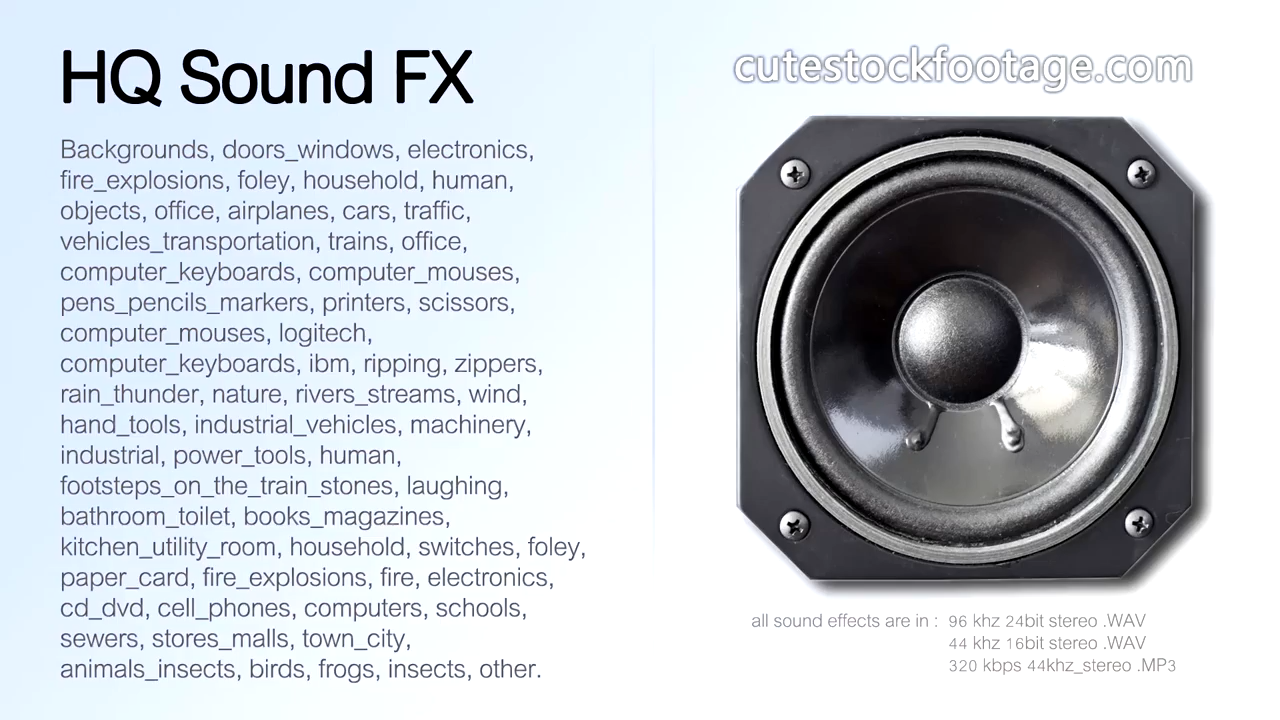 HQ Sound FX
Backgrounds, doors_windows, electronics,
fire_explosions, foley, household, human,
objects, office, airplanes, cars, traffic,
vehicles_transportation, trains, office,
computer_keyboards, computer_mouses,
pens_pencils_markers, printers, scissors,
computer_mouses, logitech,
computer_keyboards, ibm, ripping, zippers,
rain_thunder, nature, rivers_streams, wind,
hand_tools, industrial_vehicles, machinery,
industrial, power_tools, human,
footsteps_on_the_train_stones, laughing,
bathroom_toilet, books_magazines,
kitchen_utility_room, household, switches, foley,
paper_card, fire_explosions, fire, electronics,
cd_dvd, cell_phones, computers, schools,
sewers, stores_malls, town_city,
animals_insects, birds, frogs, insects, other.
cutestockfootage.com
all sound effects are in : 96 khz 24bit stereo .WAV
44 khz 16bit stereo .WAV
320 kbps 44khz_stereo .MP3